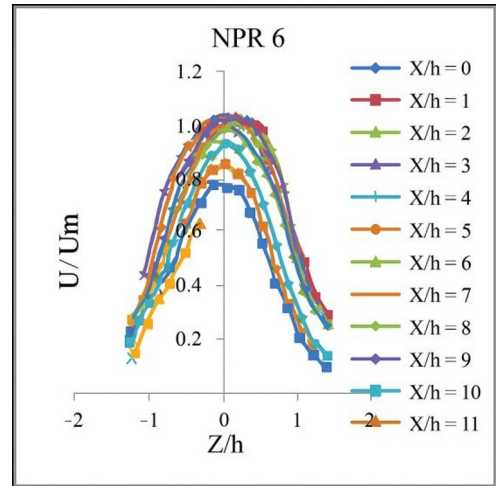 NPR 6
1.2
1.0
0.8
0.6
0.4
0.2
-2
-1
0
1
2
U/ Um
Z/h
X/h = 0
X/h = 1
X/h = 2
X/h = 3
X/h = 4
X/h = 5
X/h = 6
X/h = 7
X/h = 8
X/h = 9
X/h = 10
X/h = 11